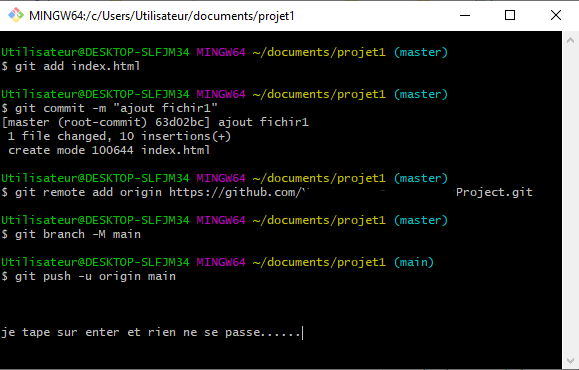 MINGW64:/c/Users/Utilisateur/documents/projet1
Utilisateur@DESKTOP-SLFJM34 MINGW64 ~/documents/projet1 (master)
$ git add index.html
Utilisateur@DESKTOP-SLFJM34 MINGW64 ~/documents/projet1 (master)
$ git commit -m "ajout fichir1"
[master (root-commit) 63d02bc] ajout fichir1
1 file changed, 10 insertions(+)
create mode 100644 index.html
Utilisateur@DESKTOP-SLFJM34 MINGW64 ~/documents/projet1 (master)
$ git remote add origin https://github.com/ Project.git
Utilisateur@DESKTOP-SLFJM34 MINGW64 ~/documents/projet1 (master)
$ git branch -M main
Utilisateur@DESKTOP-SLFJM34 MINGW64 ~/documents/projet1 (main)
$ git push -u origin main
je tape sur enter et rien ne se passe......